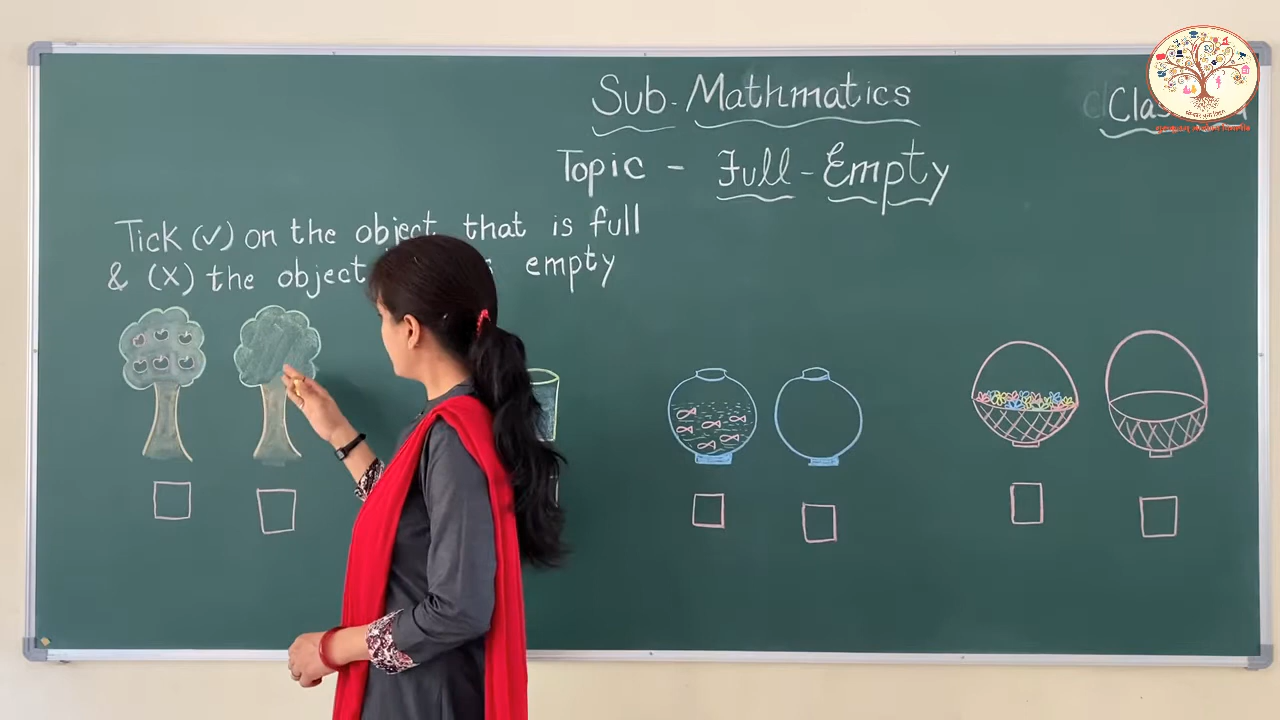 Sub - Mathmatics
Topic - Full - Empty
Tick (✓) on the object that is full
& (X) the object empty